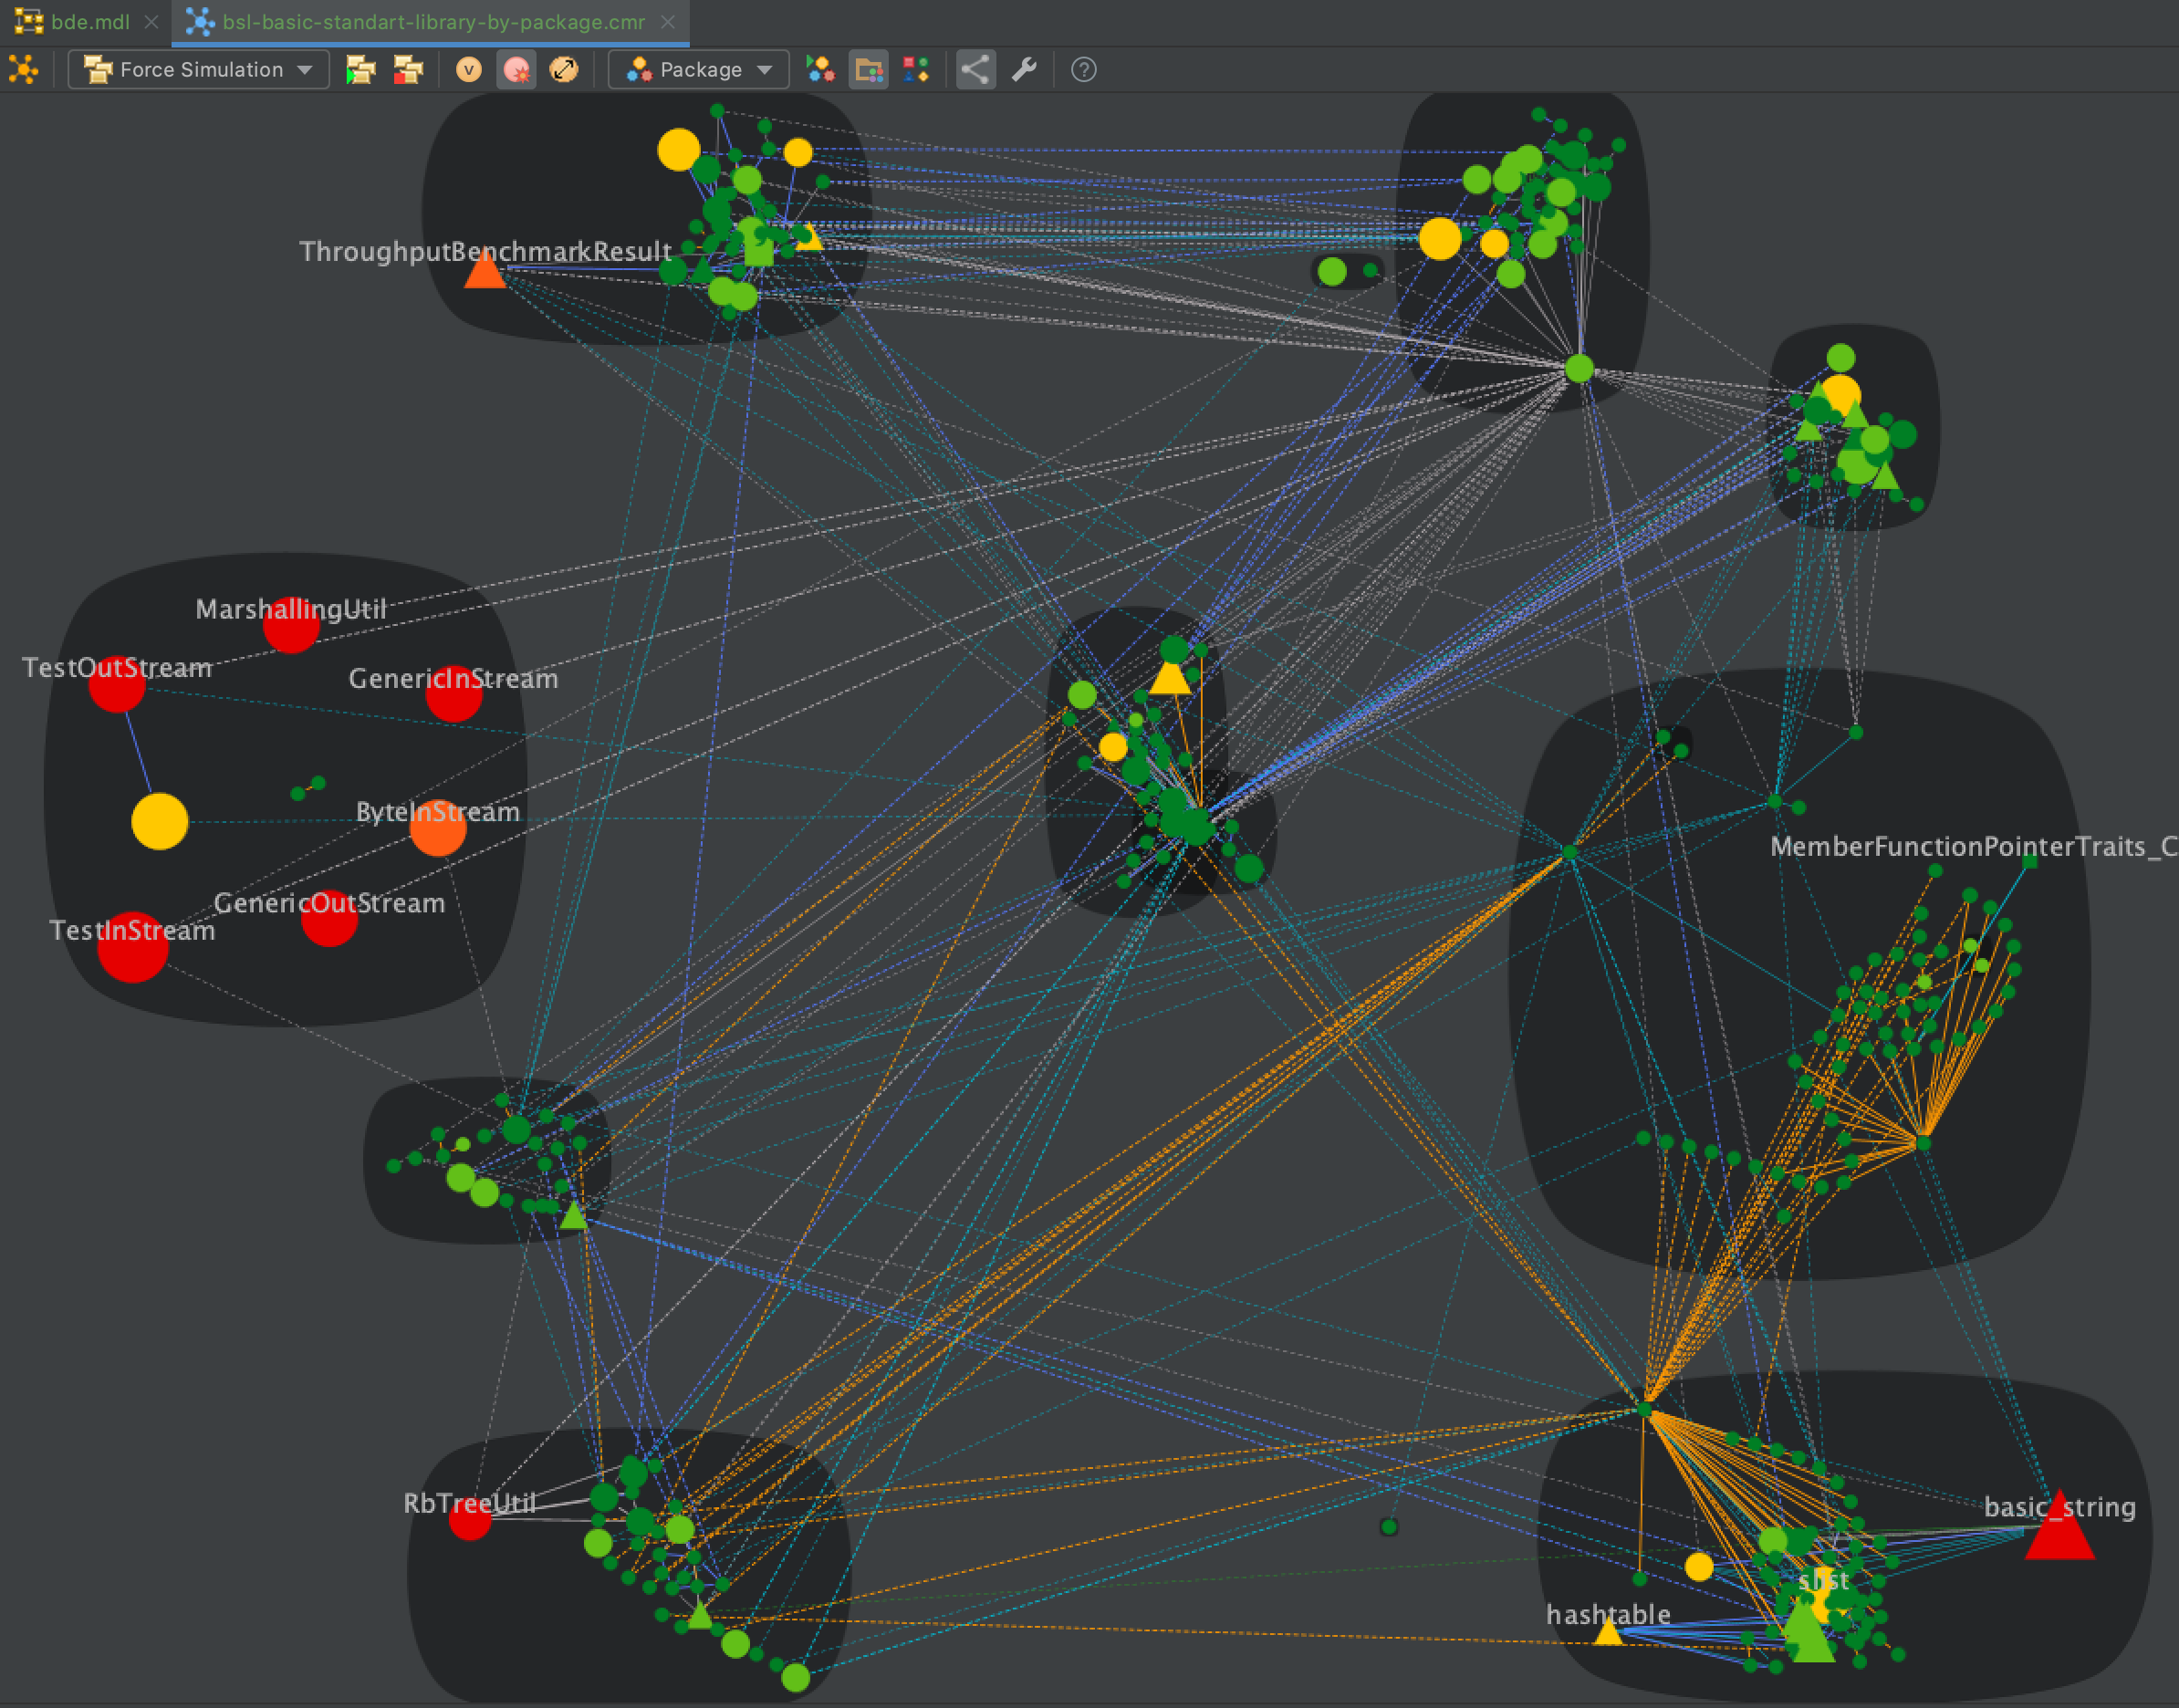 bde.mdl
bsl-basic-standart-library-by-package.cmr
Force Simulation
V
Package
?
ThroughputBenchmarkResult
MarshallingUtil
TestOutStream
GenericInStream
ByteInStream
MemberFunctionPointerTraits_C
GenericOutStream
TestInStream
RbTreeUtil
basic_string
slist
hashtable